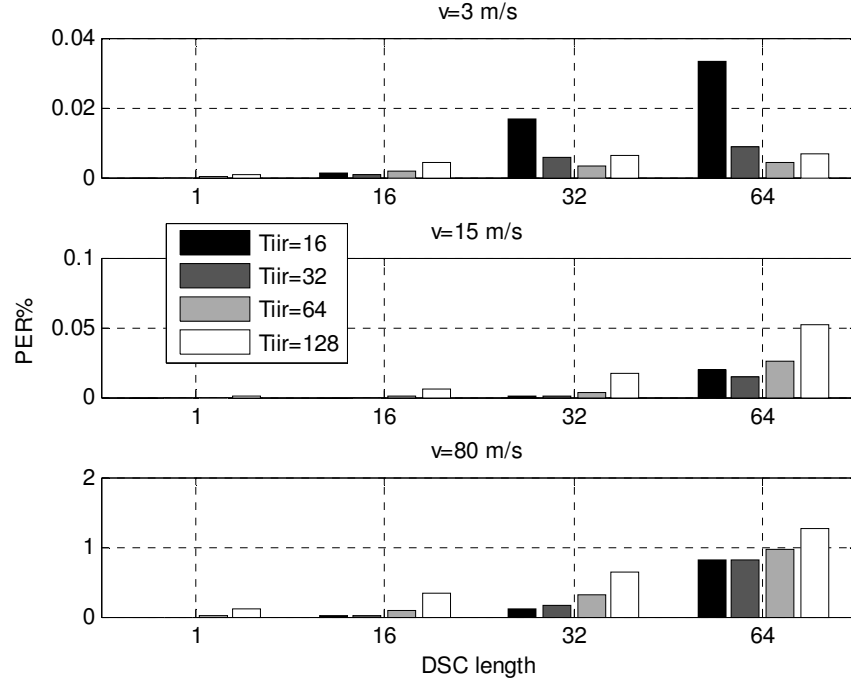 v=3 m/s
0.04
0.02
0
1 16 32 64
v=15 m/s
0.1
0.05
0
1 16 32 64
Tiir=16
Tiir=32
Tiir=64
Tiir=128
PER%
v=80 m/s
2
1
0
1 16 32 64
DSC length